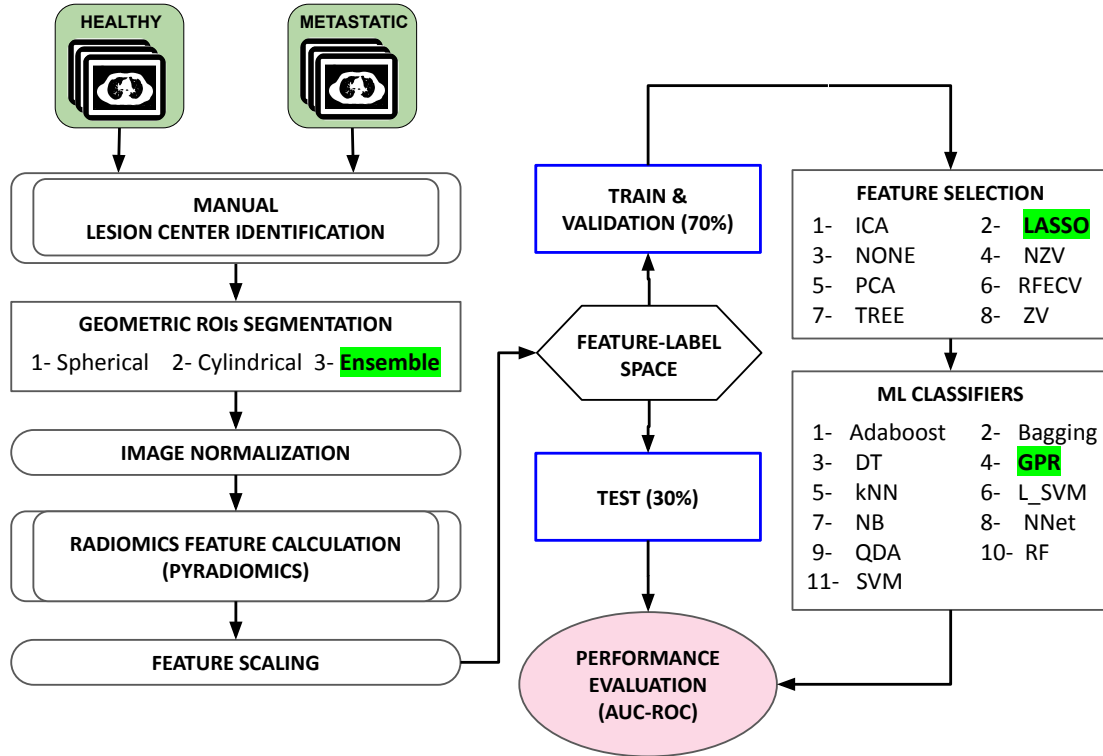 HEALTHY
METASTATIC
MANUAL
LESION CENTER IDENTIFICATION
GEOMETRIC ROIs SEGMENTATION
1- Spherical 2- Cylindrical 3- Ensemble
IMAGE NORMALIZATION
RADIOMICS FEATURE CALCULATION
(PYRADIOMICS)
FEATURE SCALING
TRAIN &
VALIDATION (70%)
FEATURE-LABEL
SPACE
TEST (30%)
PERFORMANCE
EVALUATION
(AUC-ROC)
FEATURE SELECTION
1- ICA 2- LASSO
3- NONE 4- NZV
5- PCA 6- RFECV
7- TREE 8- ZV
ML CLASSIFIERS
1- Adaboost 2- Bagging
3- DT 4- GPR
5- kNN 6- L_SVM
7- NB 8- NNet
9- QDA 10- RF
11- SVM